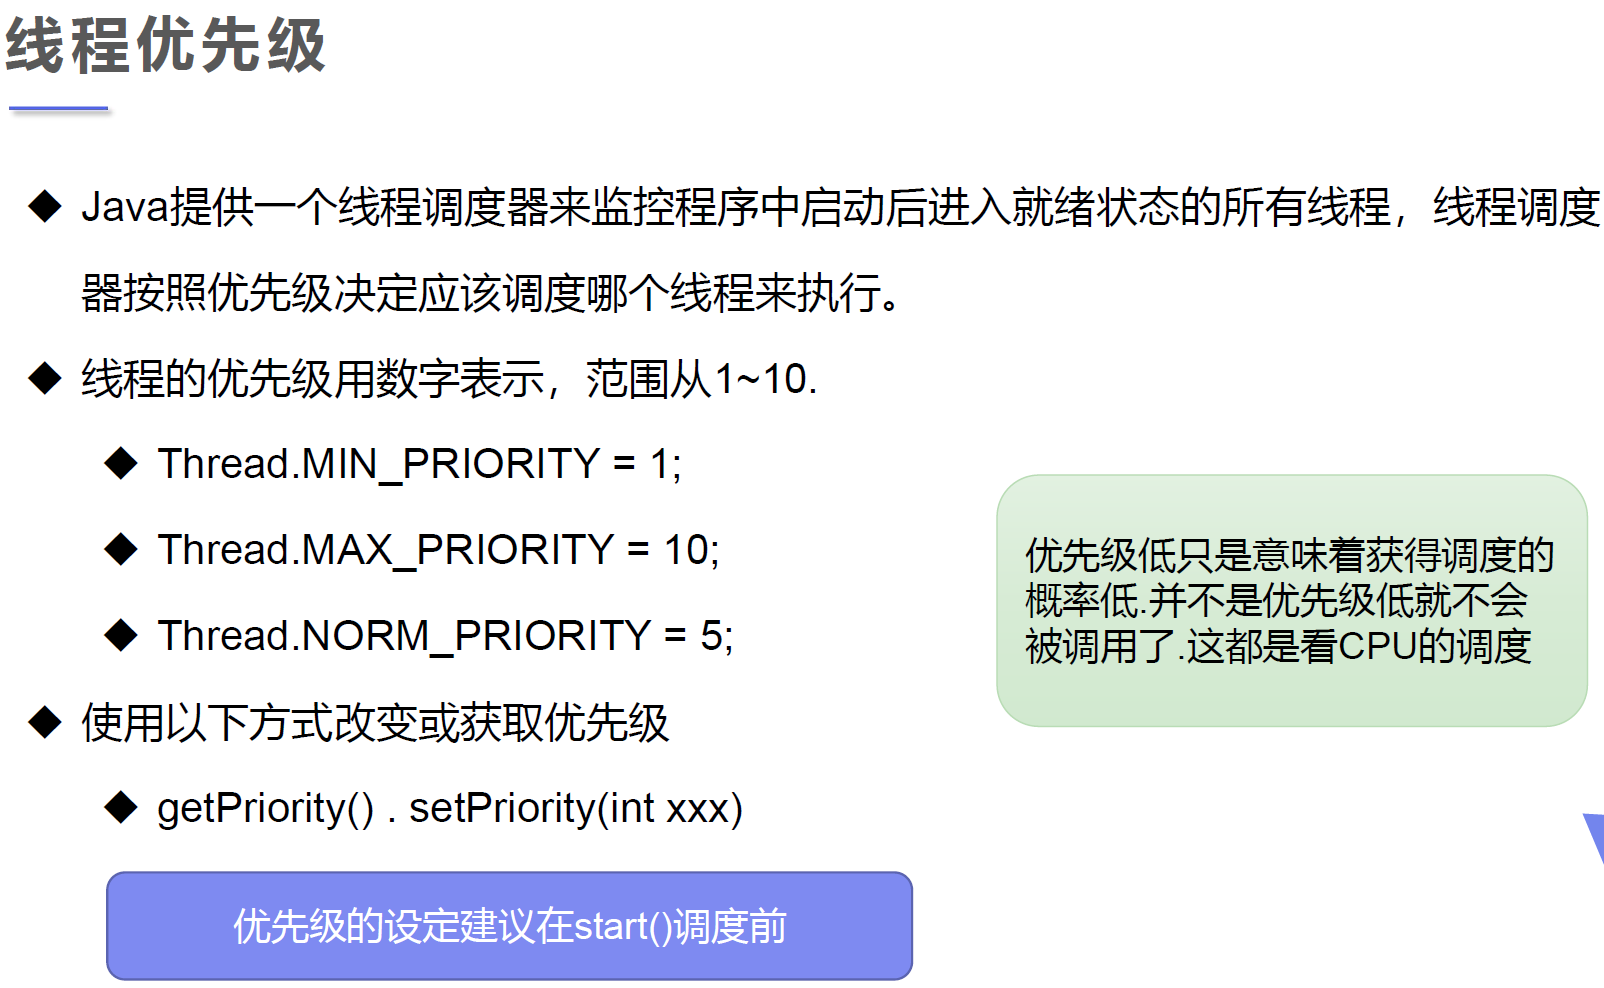 线程优先级
Java提供一个线程调度器来监控程序中启动后进入就绪状态的所有线程，线程调度
器按照优先级决定应该调度哪个线程来执行。
线程的优先级用数字表示，范围从1~10.
Thread.MIN_PRIORITY = 1;
Thread.MAX_PRIORITY = 10;
Thread.NORM_PRIORITY = 5;
优先级低只是意味着获得调度的
概率低.并不是优先级低就不会
被调用了.这都是看CPU的调度
使用以下方式改变或获取优先级
getPriority() . setPriority(int xxx)
优先级的设定建议在start()调度前